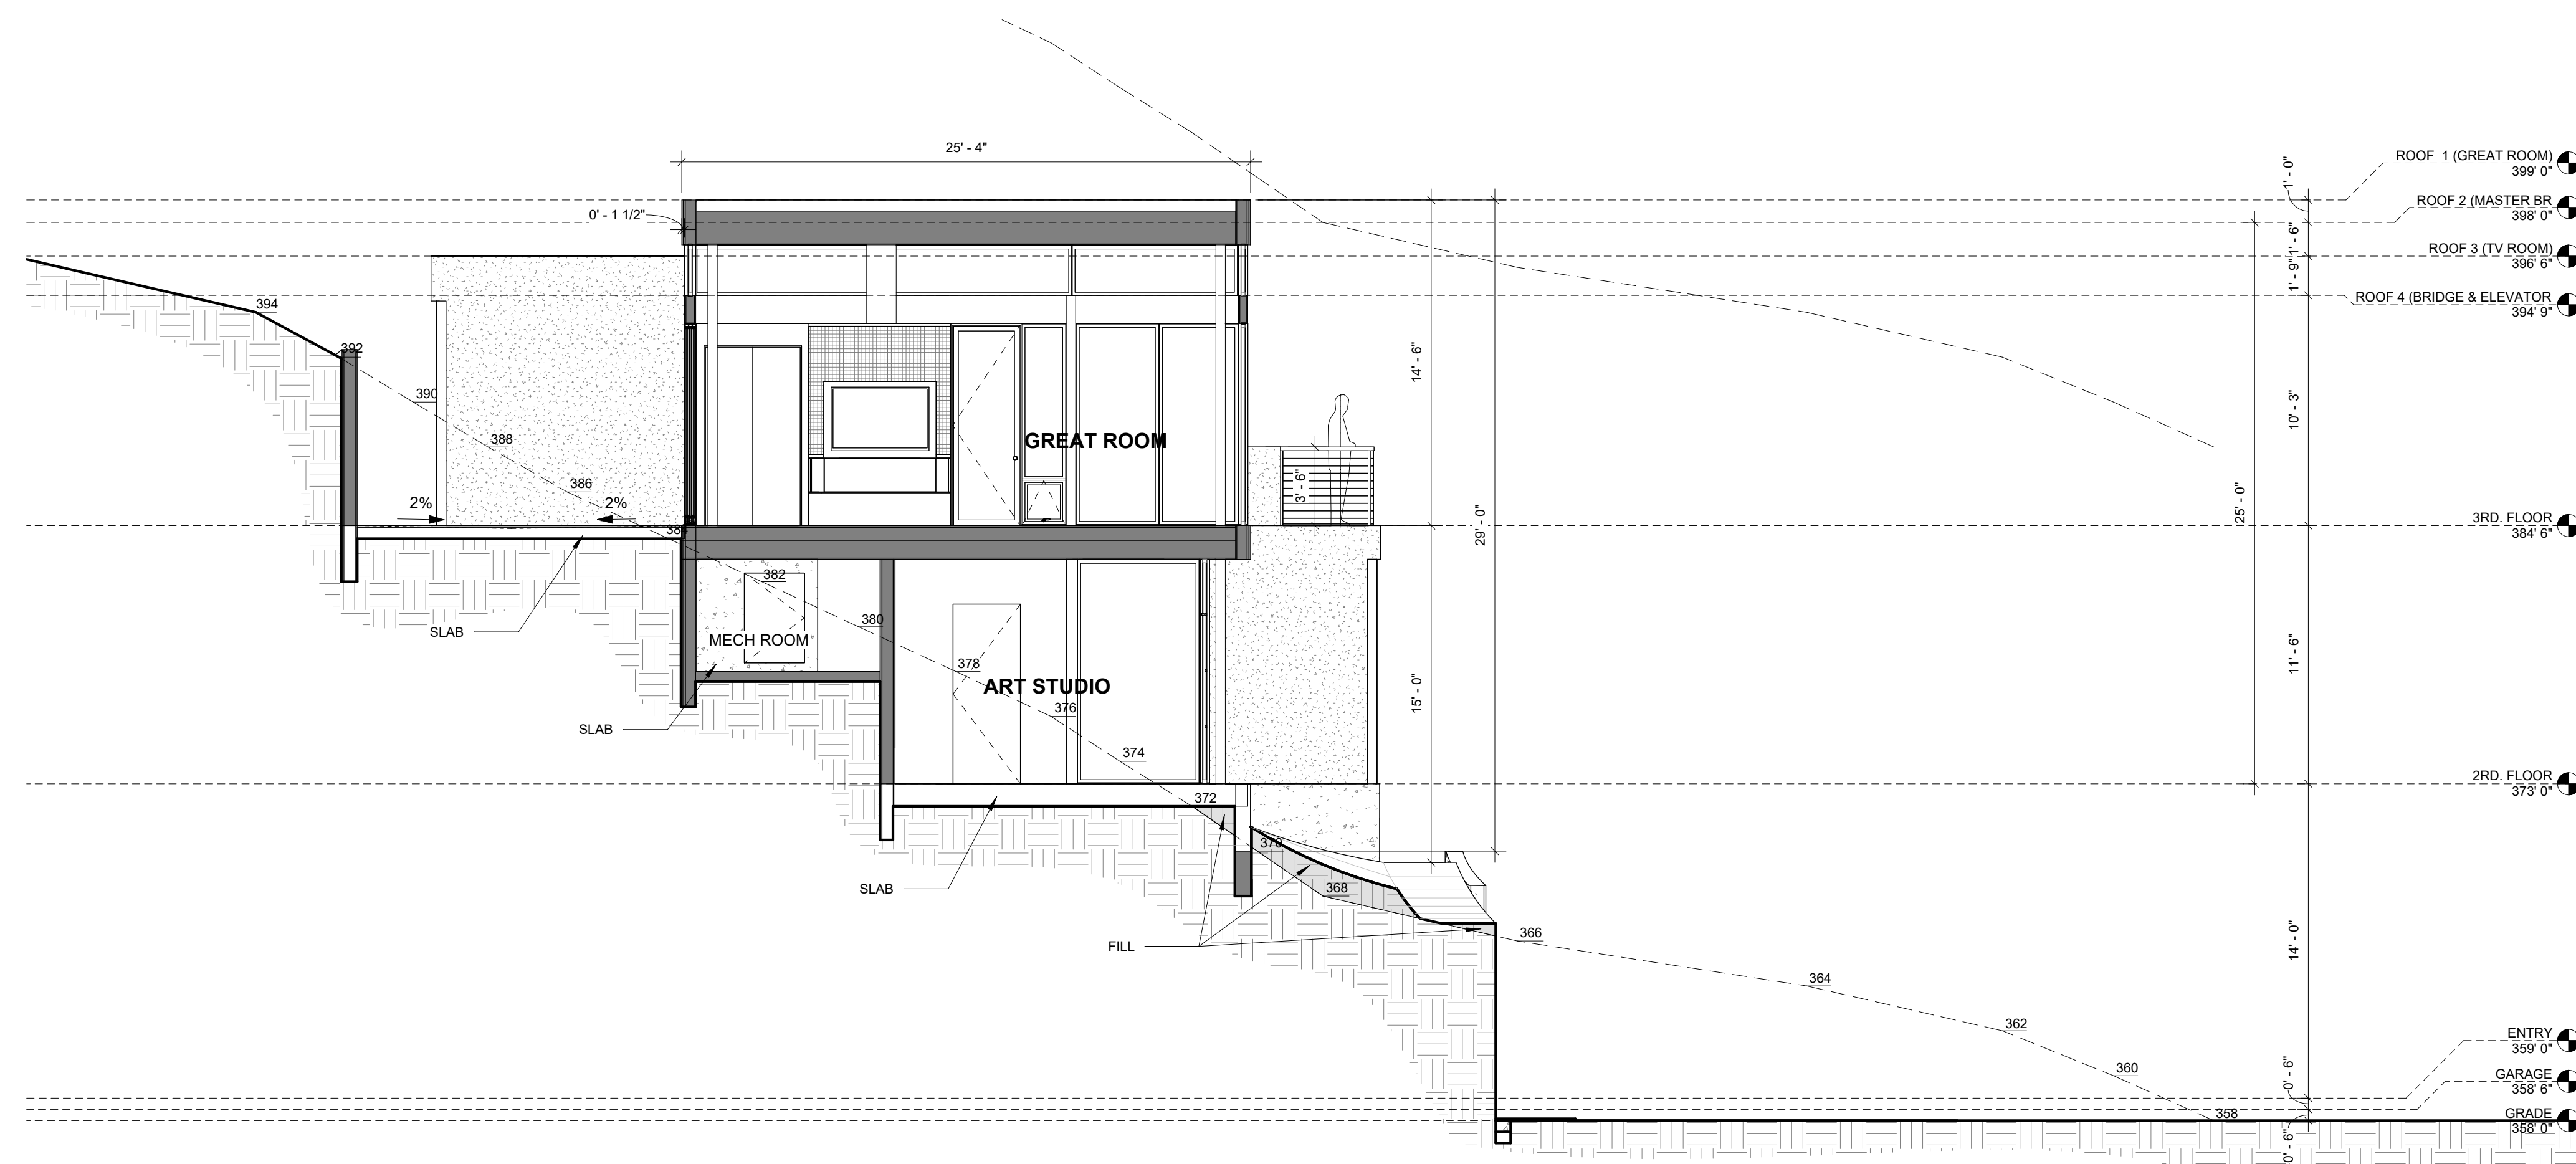 25' - 4"
ROOF 1 (GREAT ROOM)
399' 0"
1' - 0"
ROOF 2 (MASTER BR
398' 0"
0' - 1 1/2"
1' - 6"
ROOF 3 (TV ROOM)
396' 6"
1' - 9"
ROOF 4 (BRIDGE & ELEVATOR
394' 9"
394
392
14' - 6"
390
10' - 3"
388
GREAT ROOM
386
3' - 6"
25' - 0"
2%
2%
29' - 0"
3RD. FLOOR
384' 6"
384
382
380
SLAB
MECH ROOM
11' - 6"
378
ART STUDIO
15' - 0"
376
SLAB
374
2RD. FLOOR
373' 0"
372
370
SLAB
368
366
FILL
14' - 0"
364
362
ENTRY
359' 0"
360
0' - 6"
GARAGE
358' 6"
358
GRADE
358' 0"
0' - 6"